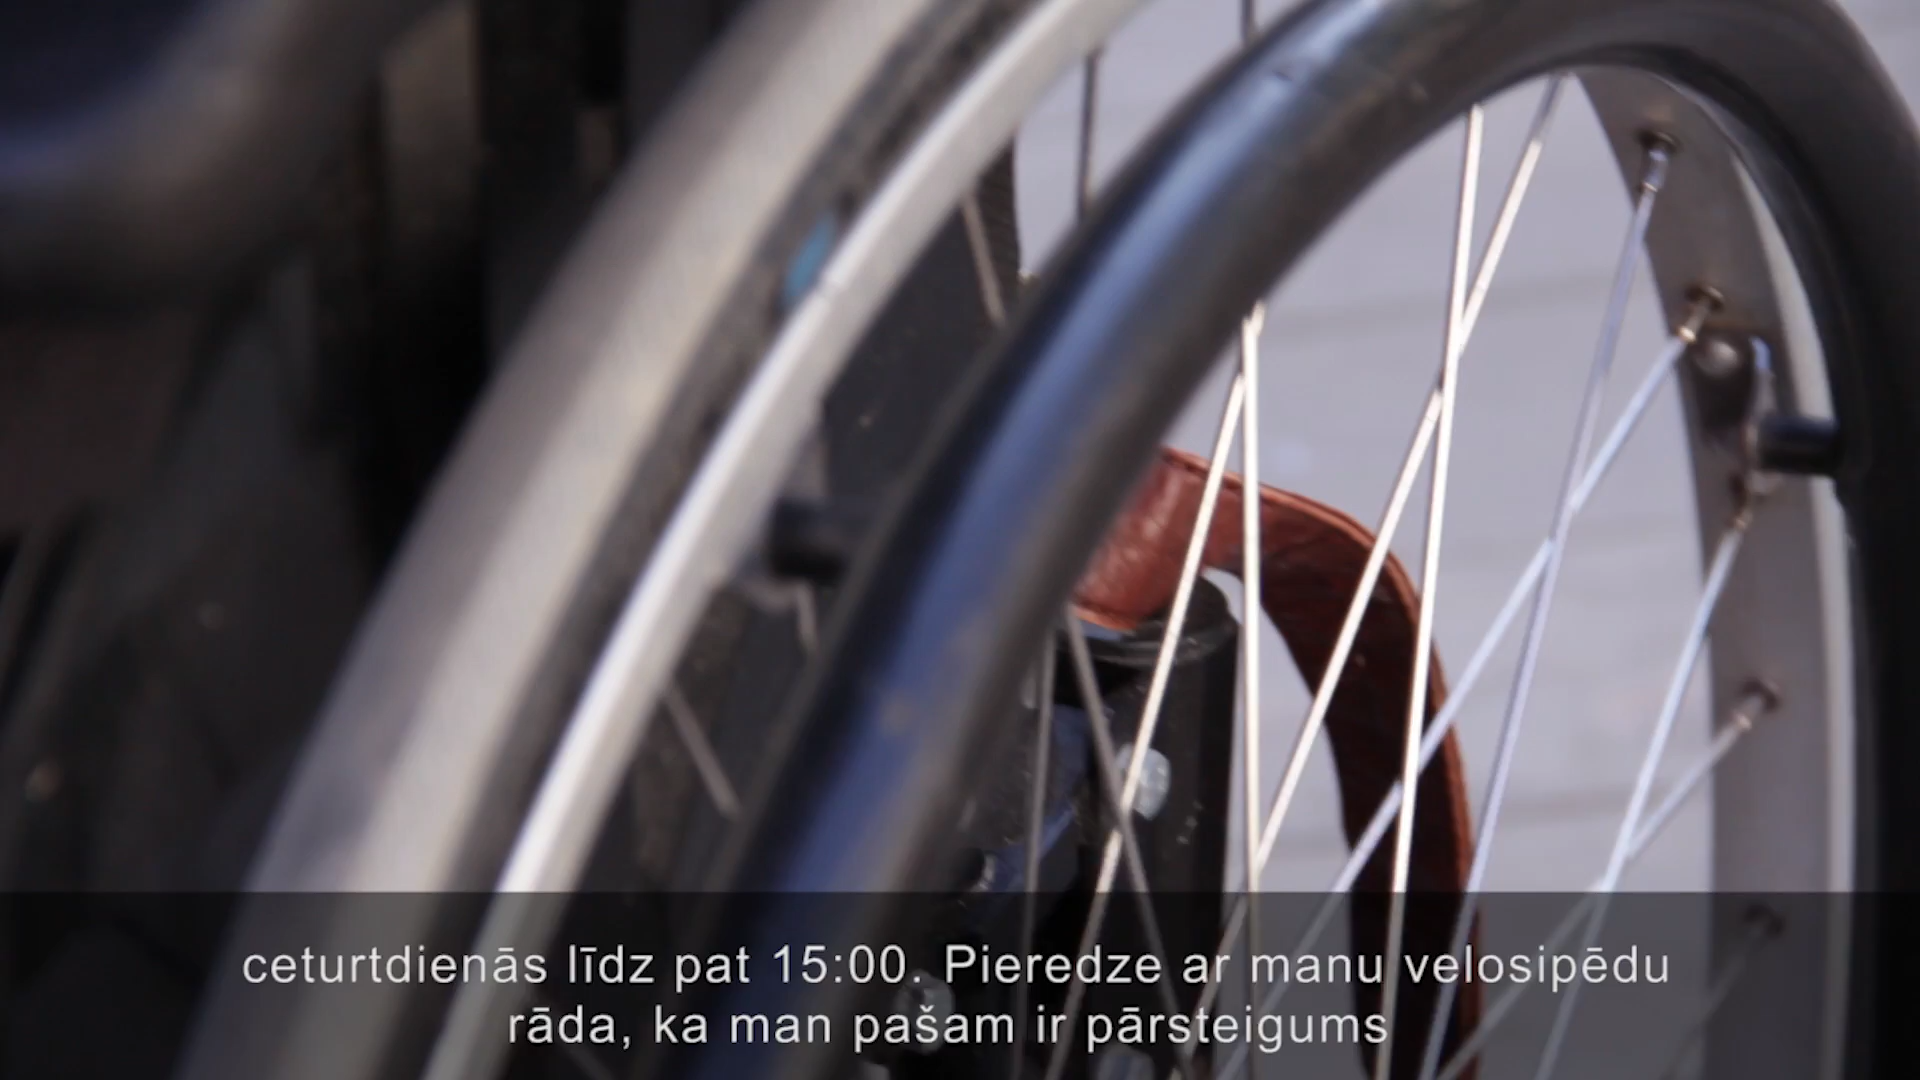 ceturtdienās līdz pat 15:00. Pieredze ar manu velosipēdu
rāda, ka man pašam ir pārsteigums